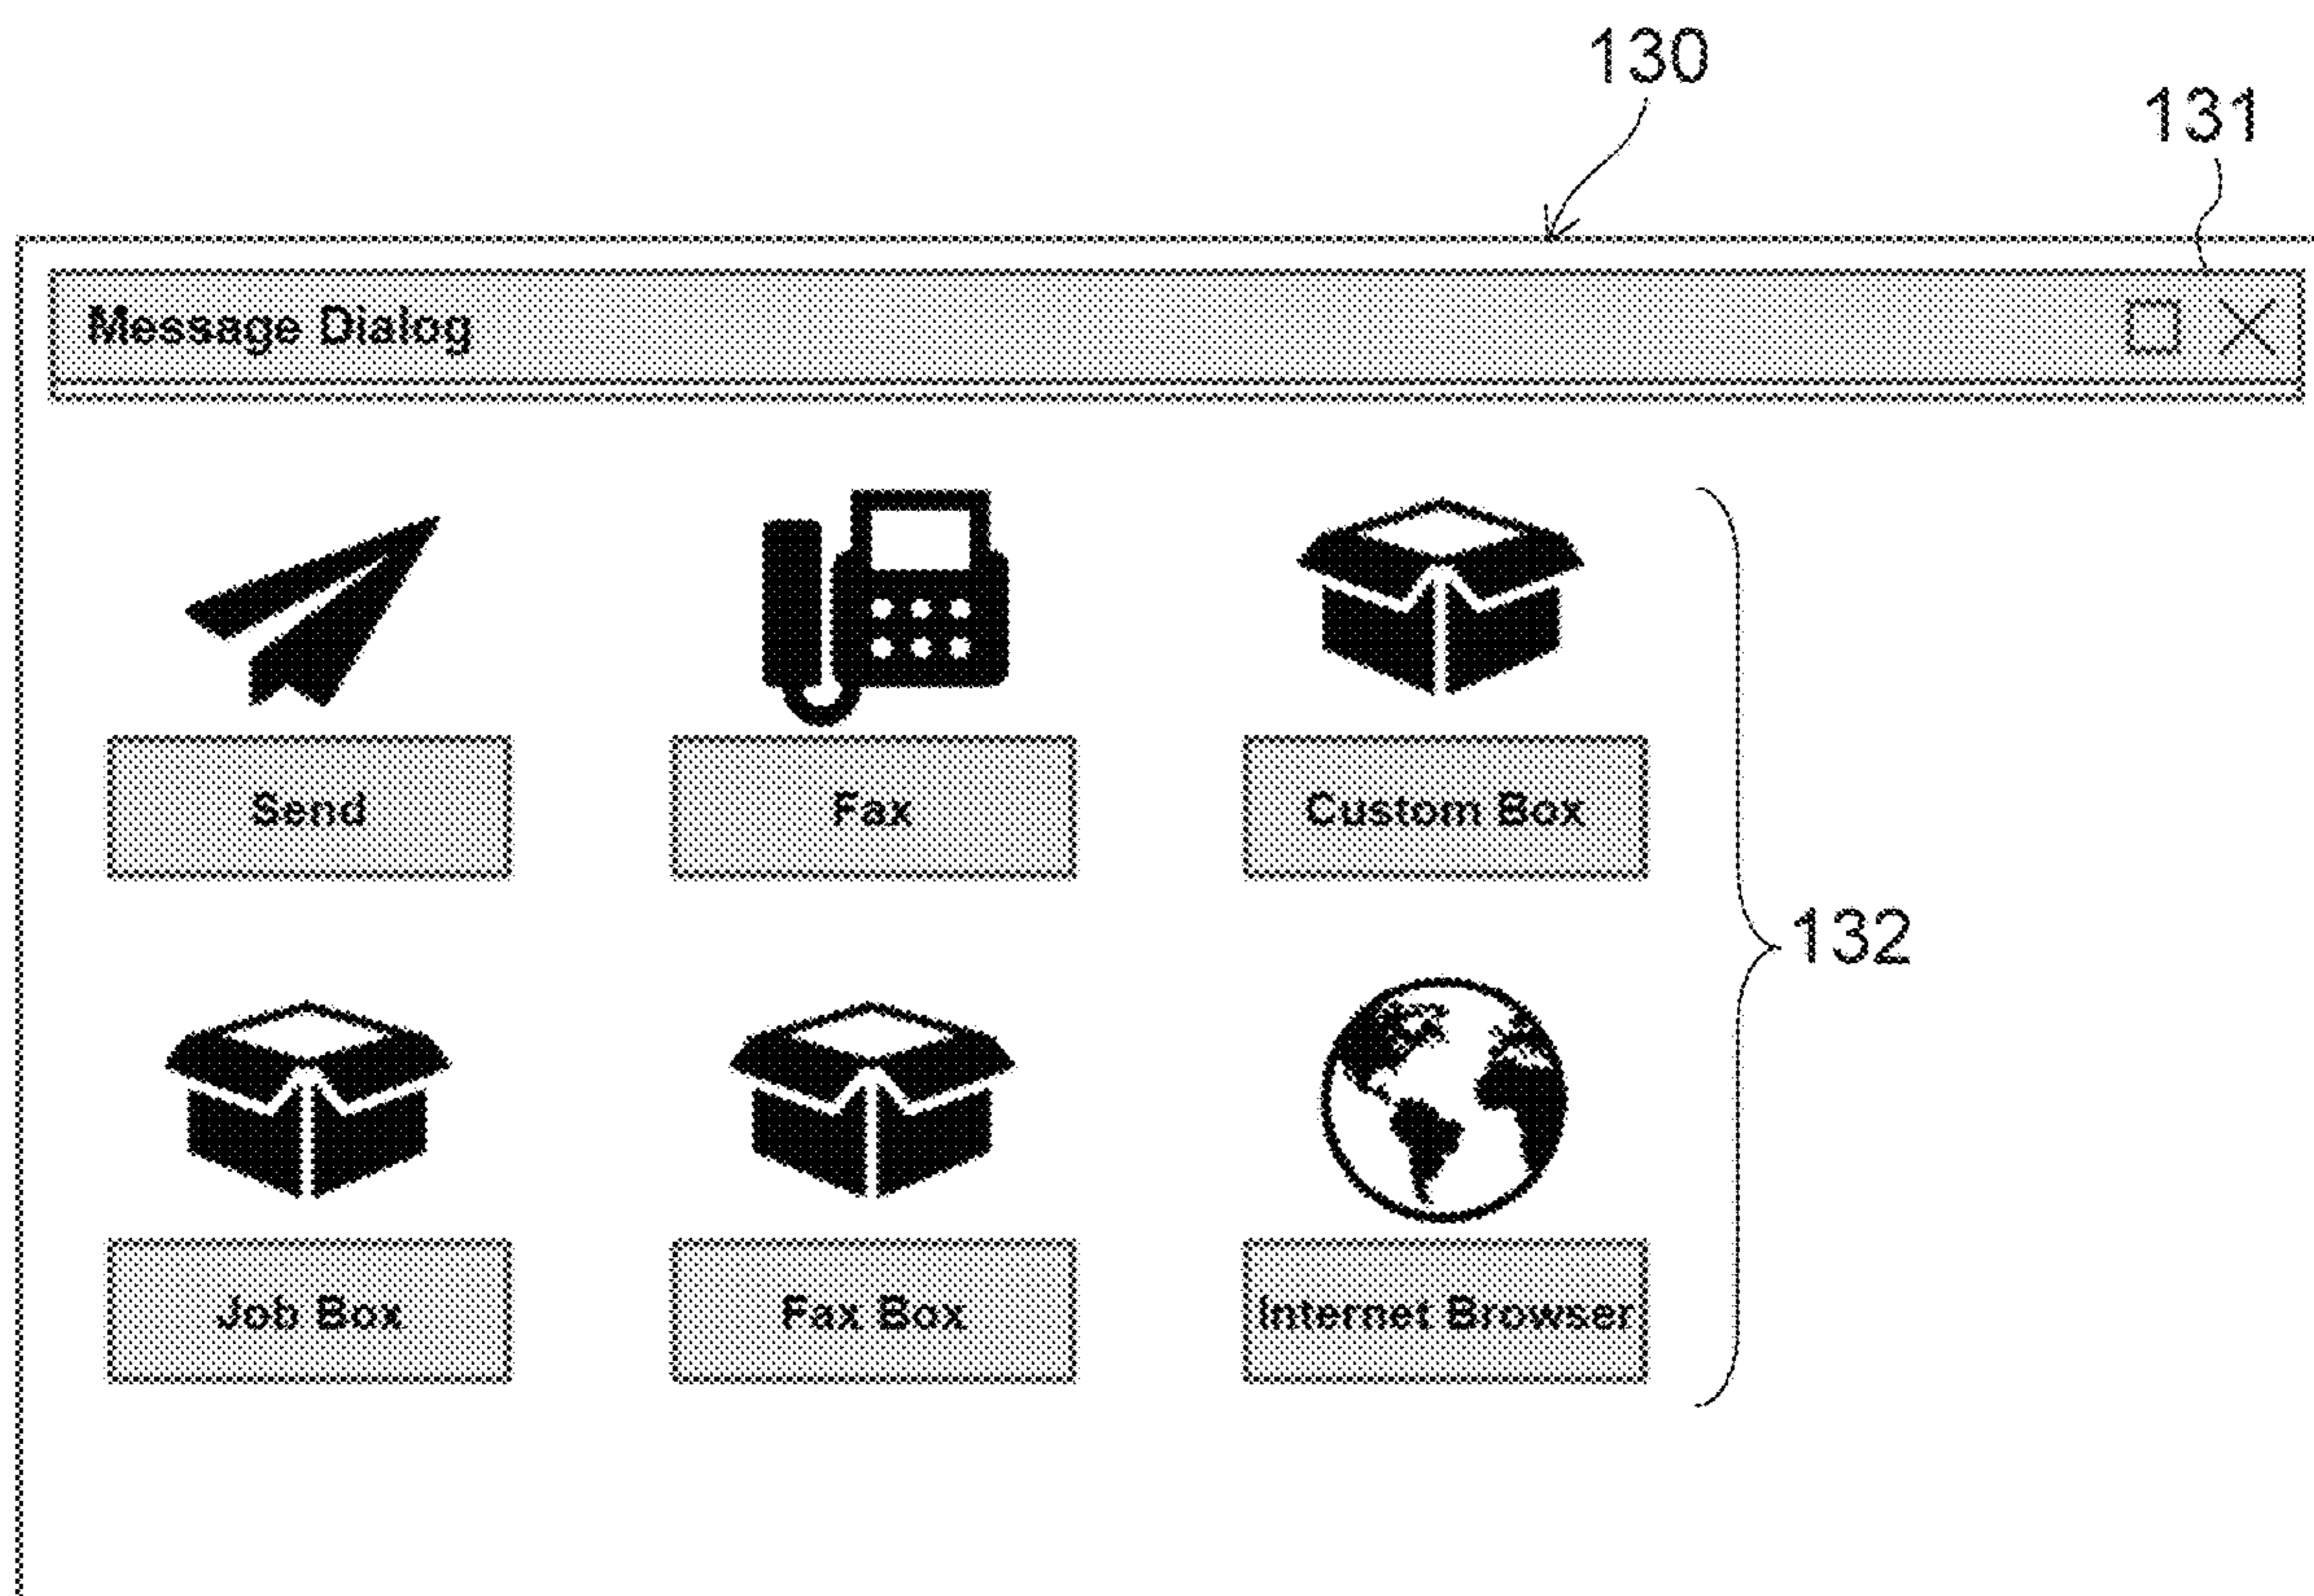 130
131
Message Dialog
Send
Fax
Custom Box
132
Job Box
Fax Box
Internet Browser